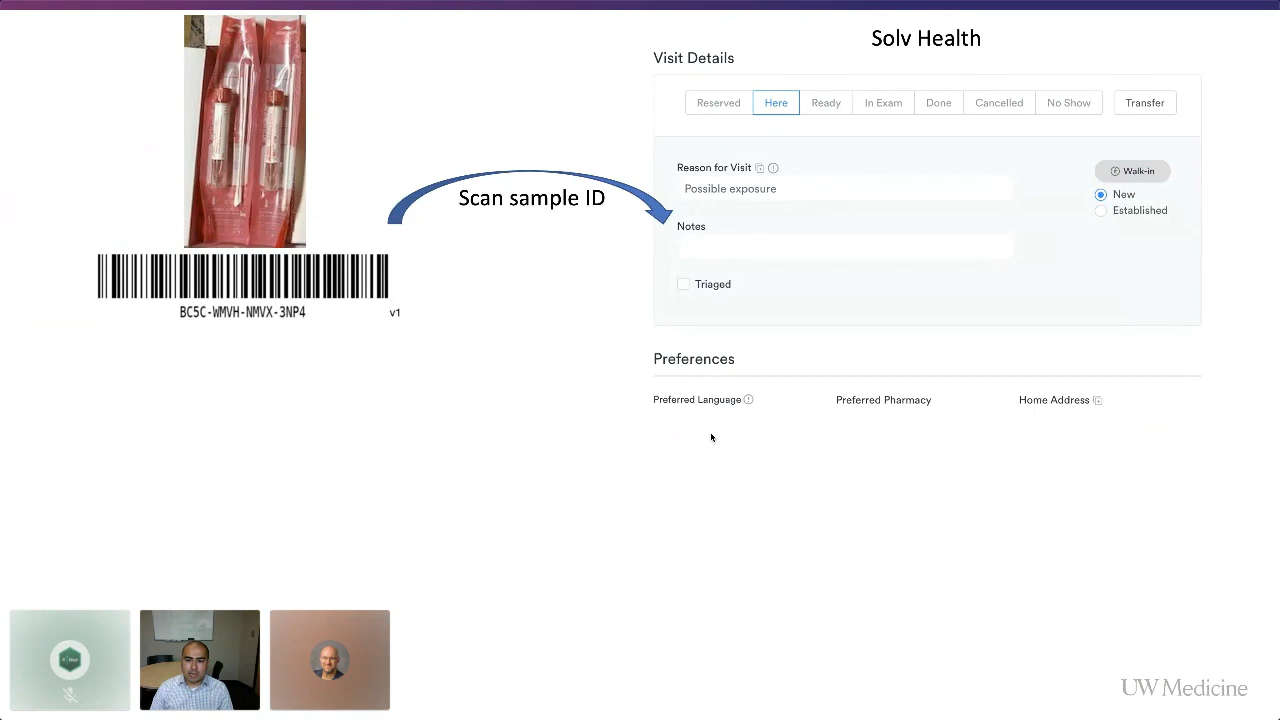 Solv Health
Visit Details
Reserved Here Ready In Exam Done Cancelled No Show Transfer
Reason for Visit
Walk-in
Possible exposure
New
Established
Scan sample ID
Notes
Triaged
BC5C-WMVH-NMVX-3NP4 v1
Preferences
Preferred Language Preferred Pharmacy Home Address
UW Medicine